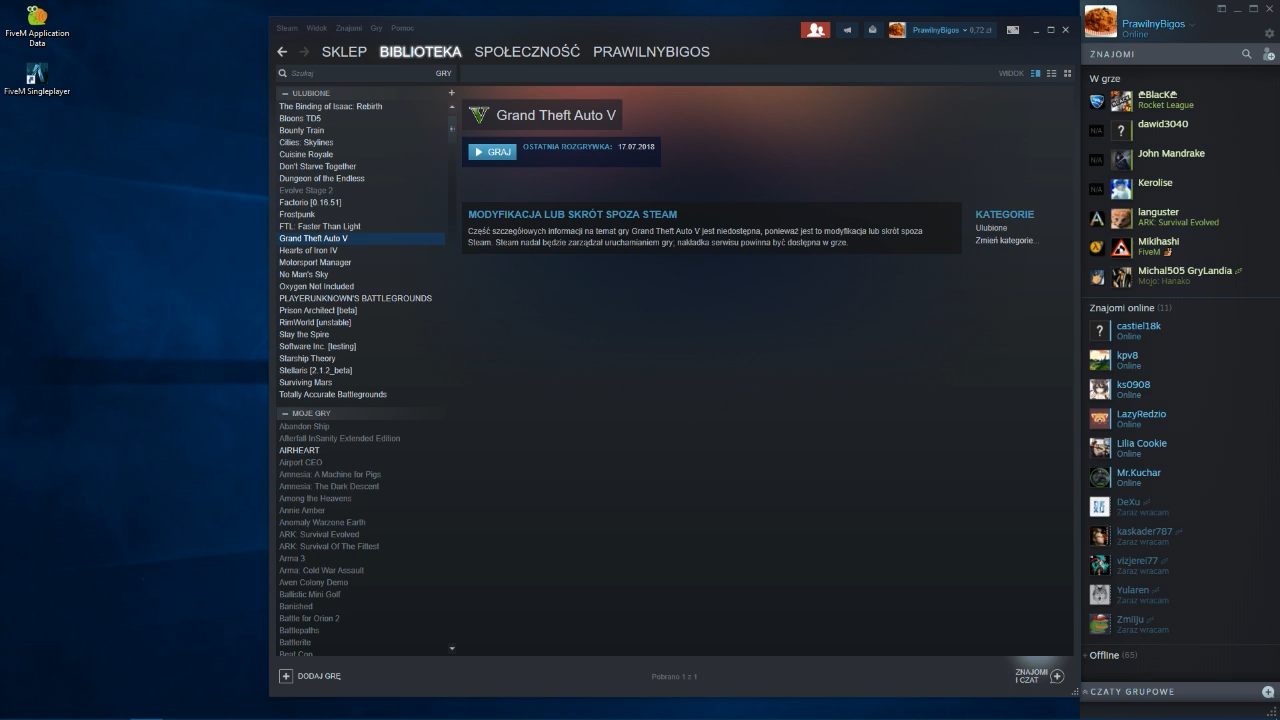 FiveM Application
Data
FiveM Singleplayer
Steam Widok Znajomi Gry Pomoc
PrawilnyBigos 0,72 zł
SKLEP BIBLIOTEKA SPOŁECZNOŚĆ PRAWILNYBIGOS
Szukaj GRY
WIDOK
ULUBIONE
The Binding of Isaac: Rebirth
Bloons TD5
Bounty Train
Cities: Skylines
Cuisine Royale
Don't Starve Together
Dungeon of the Endless
Evolve Stage 2
Factorio [0.16.51]
Frostpunk
FTL: Faster Than Light
Grand Theft Auto V
Hearts of Iron IV
Motorsport Manager
No Man's Sky
Oxygen Not Included
PLAYERUNKNOWN'S BATTLEGROUNDS
Prison Architect [beta]
RimWorld [unstable]
Slay the Spire
Software Inc. [testing]
Starship Theory
Stellaris [2.1.2_beta]
Surviving Mars
Totally Accurate Battlegrounds
MOJE GRY
Abandon Ship
Afterfall InSanity Extended Edition
AIRHEART
Airport CEO
Amnesia: A Machine for Pigs
Amnesia: The Dark Descent
Among the Heavens
Annie Amber
Anomaly Warzone Earth
ARK: Survival Evolved
ARK: Survival Of The Fittest
Arma 3
Arma: Cold War Assault
Aven Colony Demo
Ballistic Mini Golf
Banished
Battle for Orion 2
Battlepaths
Battlerite
Beat Cop
DODAJ GRĘ
Grand Theft Auto V
GRAJ
OSTATNIA ROZGRYWKA: 17.07.2018
MODYFIKACJA LUB SKRÓT SPOZA STEAM
Część szczegółowych informacji na temat gry Grand Theft Auto V jest niedostępna, ponieważ jest to modyfikacja lub skrót spoza
Steam. Steam nadal będzie zarządzał uruchamianiem gry; nakładka serwisu powinna być dostępna w grze.
KATEGORIE
Ulubione
Zmień kategorie...
Pobrano 1 z 1
ZNAJOMI
I CZAT
PrawilnyBigos
Online
ZNAJOMI
W grze
₾BlacK₾
Rocket League
N/A ? dawid3040
N/A John Mandrake
N/A Kerolise
languster
ARK: Survival Evolved
Mikihashi
FiveM
Michal505 GryLandia
Mojo: Hanako
Znajomi online (11)
? castiel18k
Online
kpv8
Online
ks0908
Online
LazyRedzio
Online
Lilia Cookie
Online
Mr.Kuchar
Online
DeXu
Zaraz wracam
kaskader787
Zaraz wracam
vizjerei77
Zaraz wracam
Yularen
Zaraz wracam
Zmiiju
Zaraz wracam
Offline (65)
CZATY GRUPOWE